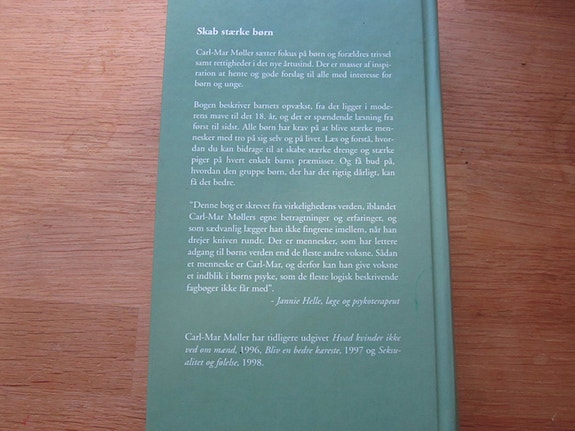 Skab stærke børn
Carl-Mar Møller sætter fokus på børn og forældres trivsel
samt rettigheder i det nye årtusind. Der er masser af inspi-
ration at hente og gode forslag til alle med interesse for
børn og unge.
Bogen beskriver barnets opvækst, fra det ligger i mode-
rens mave til det 18. år, og det er spændende læsning fra
først til sidst. Alle børn har krav på at blive stærke men-
nesker med tro på sig selv og på livet. Læs og forstå, hvor-
dan du kan bidrage til at skabe stærke drenge og stærke
piger på hvert enkelt barns præmisser. Og få bud på,
hvordan den gruppe børn, der har det rigtig dårligt, kan
få det bedre.
"Denne bog er skrevet fra virkelighedens verden, iblandet
Carl-Mar Møllers egne betragtninger og erfaringer, og
som sædvanlig lægger han ikke fingrene imellem, når han
drejer kniven rundt. Der er mennesker, som har lettere
adgang til børns verden end de fleste andre voksne. Sådan
et menneske er Carl-Mar, og derfor kan han give voksne
et indblik i børns psyke, som de fleste logisk beskrivende
fagbøger ikke får med".
- Jannie Helle, læge og psykoterapeut
Carl-Mar Møller har tidligere udgivet Hvad kvinder ikke
ved om mænd, 1996, Bliv en bedre kæreste, 1997 og Seksu-
alitet og følelse, 1998.